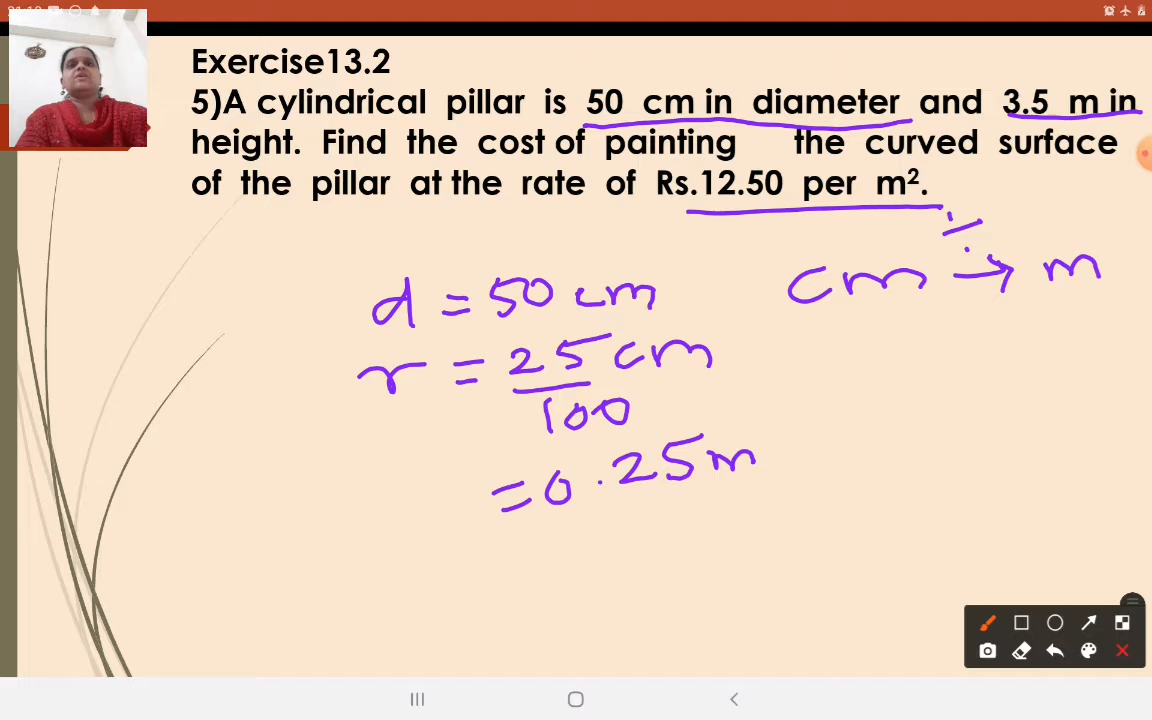 Exercise13.2
5)A cylindrical pillar is 50 cm in diameter and 3.5 m in
height. Find the cost of painting the curved surface
of the pillar at the rate of Rs.12.50 per m².
d = 50 cm
cm → m
÷
r = 25 cm
100
= 0.25m